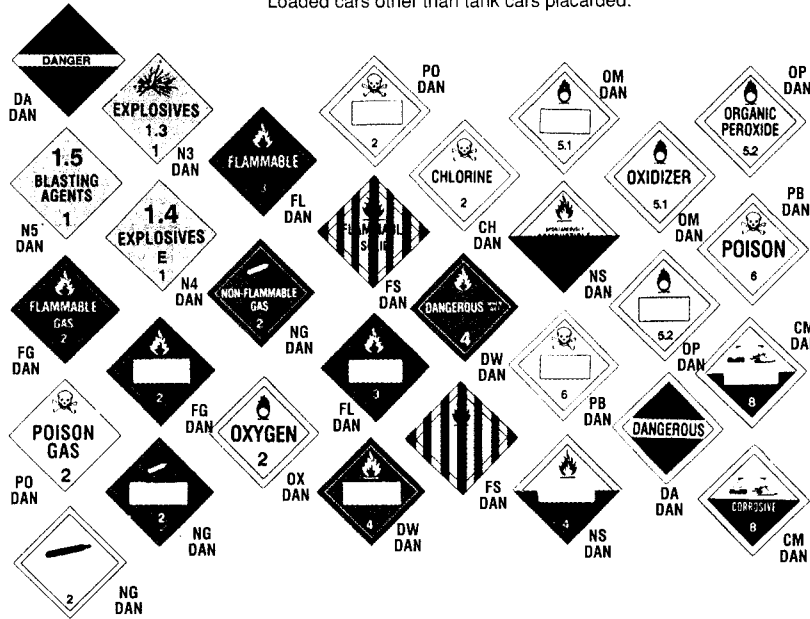 Loaded cars other than tank cars placarded:
DANGER
DA
DAN
EXPLOSIVES
1.3
1
N3
DAN
FLAMMABLE
3
FL
DAN
2
PO
DAN
CHLORINE
2
CH
DAN
5.1
OM
DAN
OXIDIZER
5.1
OM
DAN
ORGANIC
PEROXIDE
5.2
OP
DAN
1.5
BLASTING
AGENTS
1
N5
DAN
1.4
EXPLOSIVES
E
1
N4
DAN
NON-FLAMMABLE
GAS
2
NG
DAN
FLAMMABLE
SOLID
FS
DAN
DANGEROUS
4
DW
DAN
NS
DAN
5.2
OP
DAN
POISON
6
PB
DAN
FLAMMABLE
GAS
2
FG
DAN
2
FG
DAN
3
FL
DAN
6
PB
DAN
DANGEROUS
DA
DAN
8
CM
DAN
POISON
GAS
2
PO
DAN
2
NG
DAN
OXYGEN
2
OX
DAN
4
DW
DAN
FS
DAN
4
NS
DAN
CORROSIVE
8
CM
DAN
2
NG
DAN